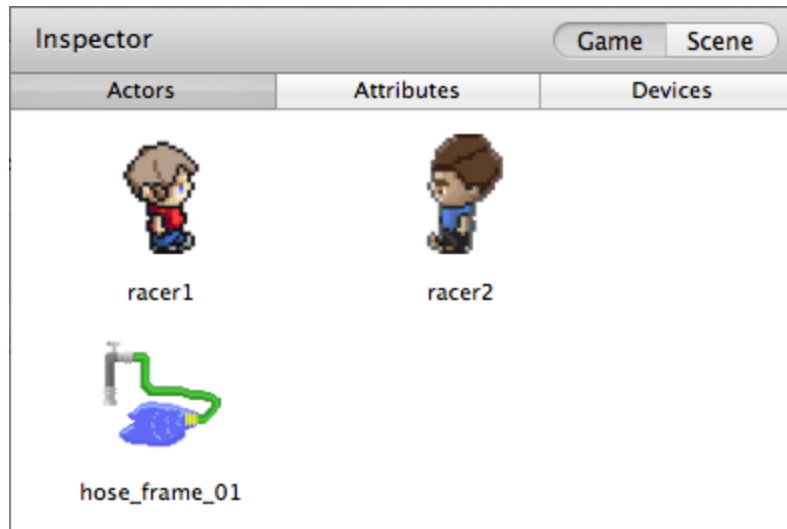 Inspector Game Scene
Actors Attributes Devices
racer1 racer2
hose_frame_01